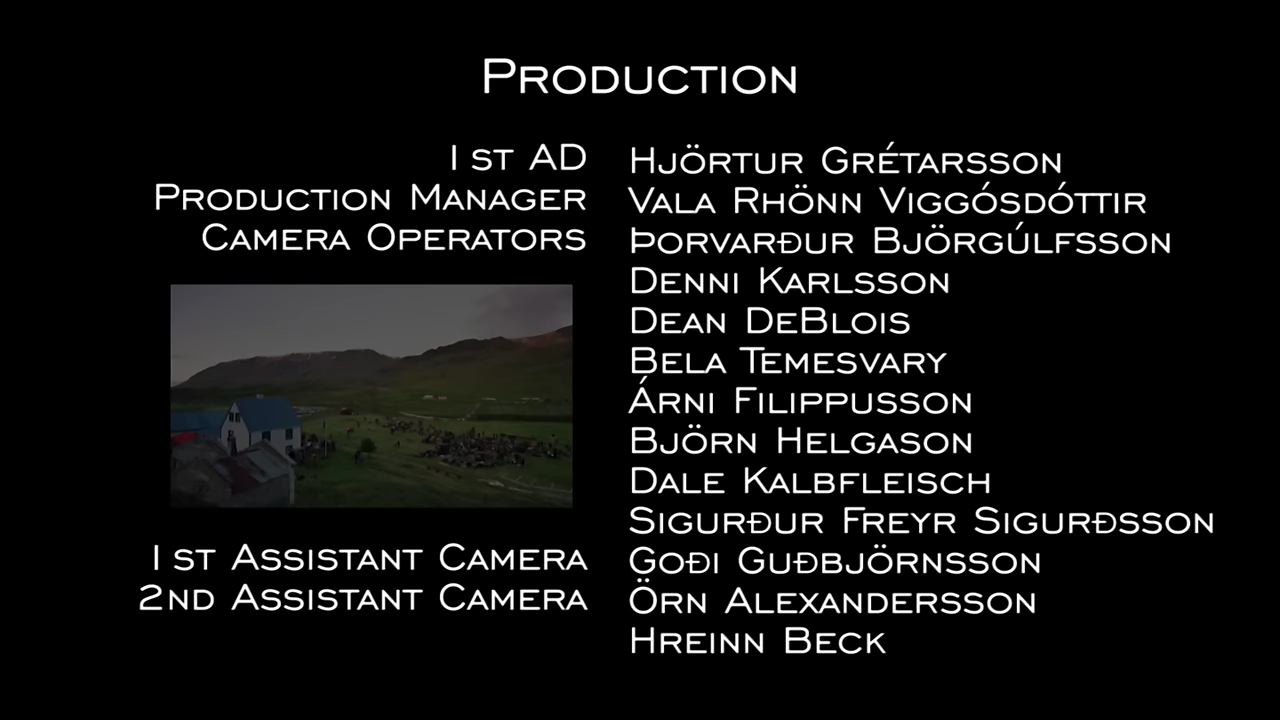 PRODUCTION
1ST AD HJÖRTUR GRÉTARSSON
PRODUCTION MANAGER VALA RHÖNN VIGGÓSDÓTTIR
CAMERA OPERATORS ÞORVARÐUR BJÖRGÚLFSSON
DENNI KARLSSON
DEAN DEBLOIS
BELA TEMESVARY
ÁRNI FILIPPUSSON
BJÖRN HELGASON
DALE KALBFLEISCH
SIGURÐUR FREYR SIGURÐSSON
1ST ASSISTANT CAMERA GOÐI GUÐBJÖRNSSON
2ND ASSISTANT CAMERA ÖRN ALEXANDERSSON
HREINN BECK